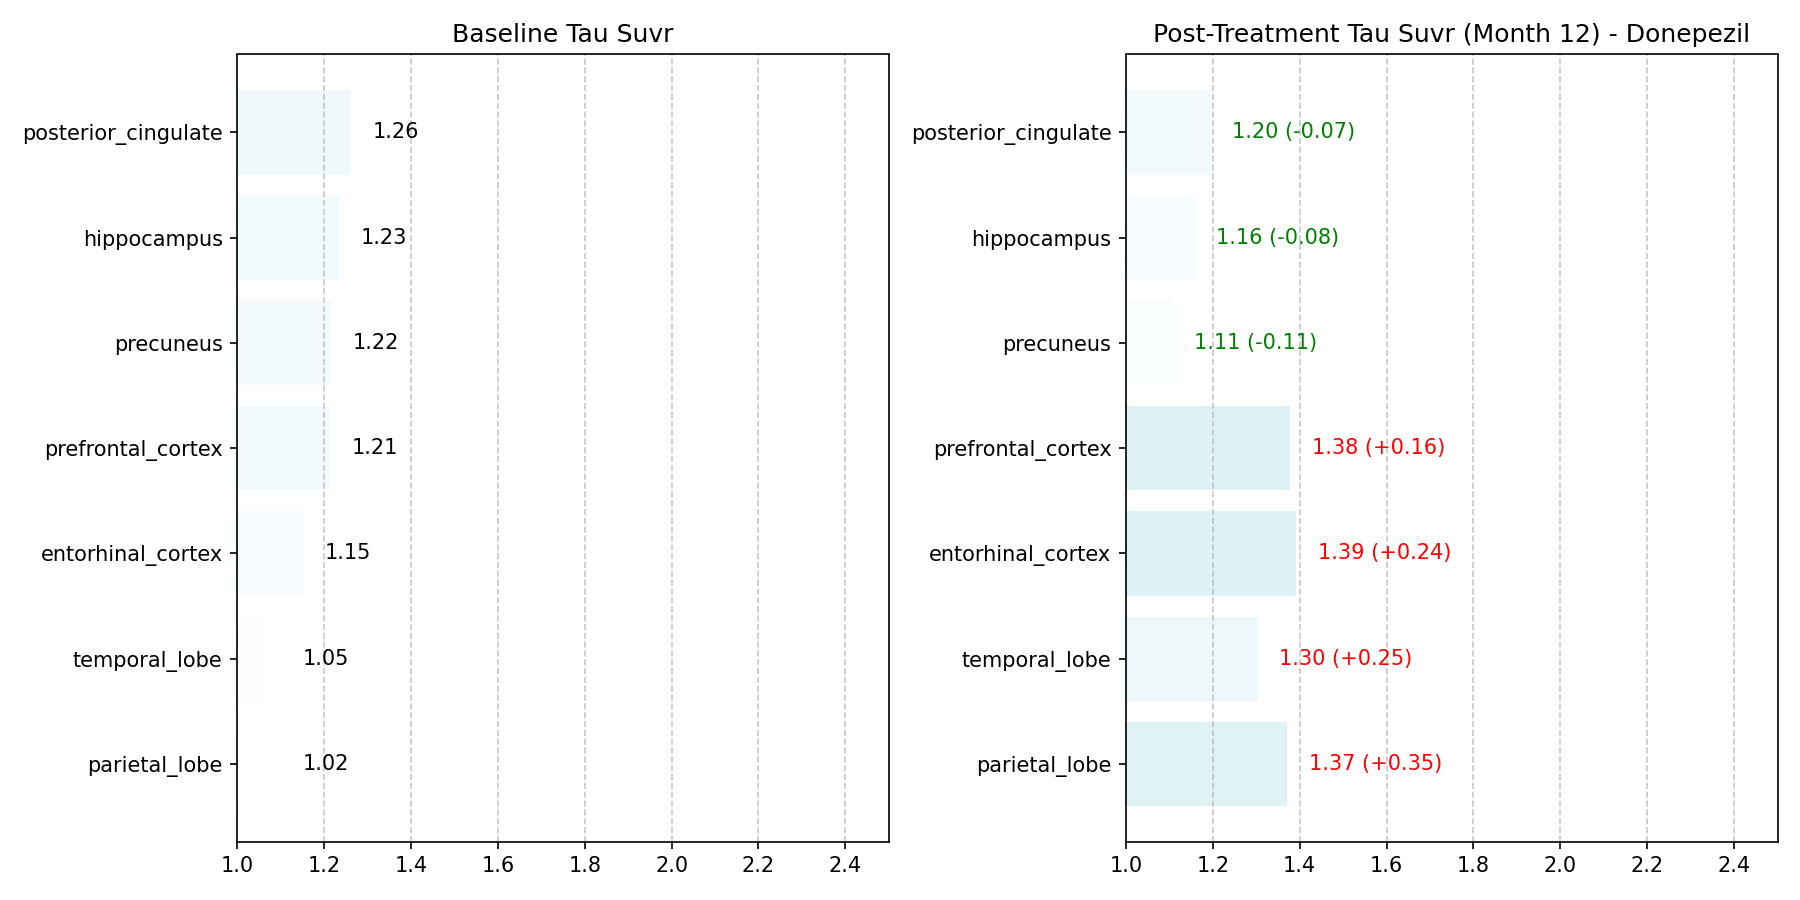 Baseline Tau Suvr
posterior_cingulate
1.26
hippocampus
1.23
precuneus
1.22
prefrontal_cortex
1.21
entorhinal_cortex
1.15
temporal_lobe
1.05
parietal_lobe
1.02
1.0 1.2 1.4 1.6 1.8 2.0 2.2 2.4
Post-Treatment Tau Suvr (Month 12) - Donepezil
posterior_cingulate
1.20 (-0.07)
hippocampus
1.16 (-0.08)
precuneus
1.11 (-0.11)
prefrontal_cortex
1.38 (+0.16)
entorhinal_cortex
1.39 (+0.24)
temporal_lobe
1.30 (+0.25)
parietal_lobe
1.37 (+0.35)
1.0 1.2 1.4 1.6 1.8 2.0 2.2 2.4